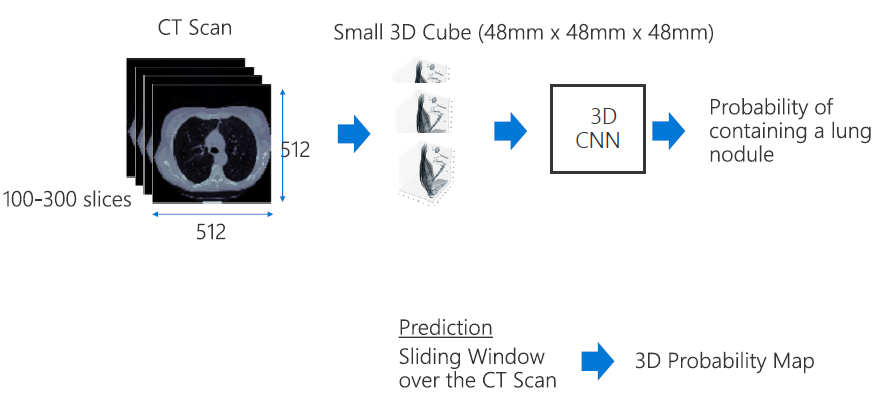 CT Scan
Small 3D Cube (48mm x 48mm x 48mm)
512
3D
CNN
Probability of
containing a lung
nodule
100-300 slices
512
Prediction
Sliding Window
over the CT Scan
3D Probability Map